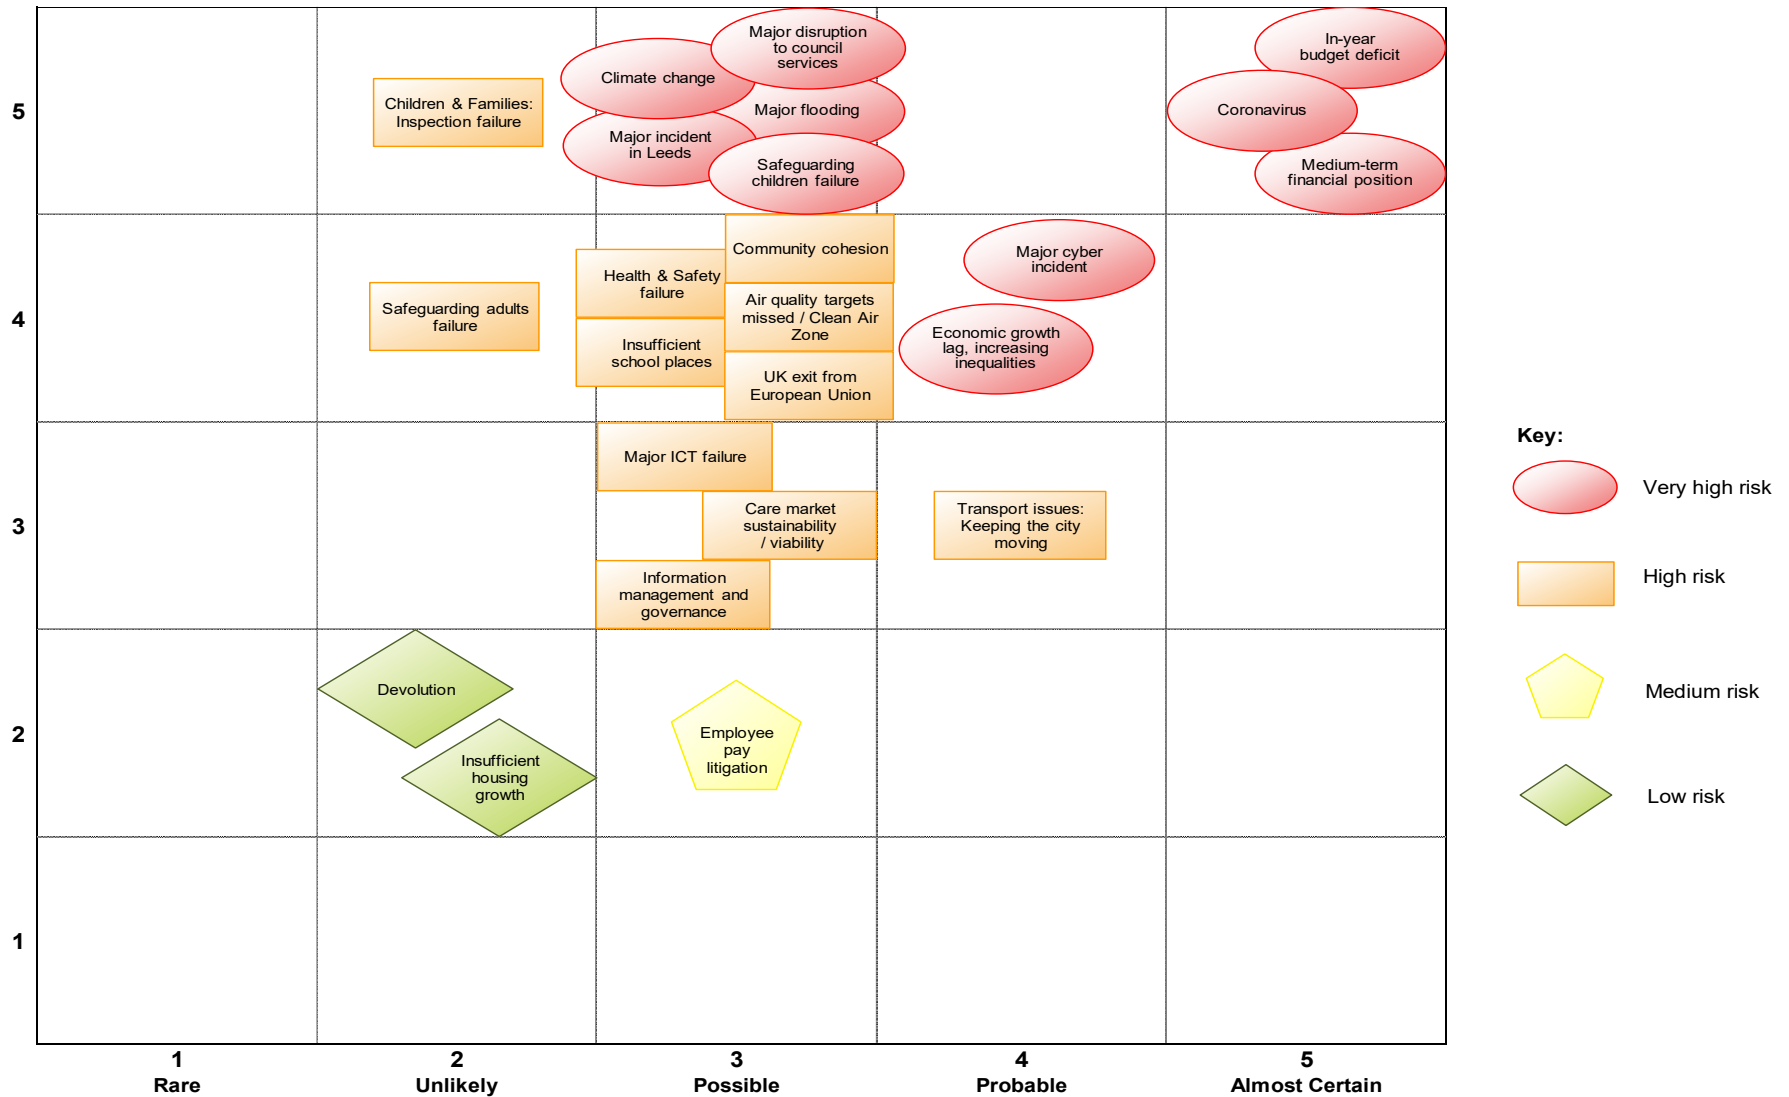 5
Children & Families:
Inspection failure
Climate change
Major disruption
to council
services
Major flooding
Major incident
in Leeds
Safeguarding
children failure
In-year
budget deficit
Coronavirus
Medium-term
financial position
4
Safeguarding adults
failure
Health & Safety
failure
Insufficient
school places
Community cohesion
Air quality targets
missed / Clean Air
Zone
UK exit from
European Union
Major cyber
incident
Economic growth
lag, increasing
inequalities
3
Major ICT failure
Care market
sustainability
/ viability
Information
management and
governance
Transport issues:
Keeping the city
moving
2
Devolution
Insufficient
housing
growth
Employee
pay
litigation
1
1
Rare
2
Unlikely
3
Possible
4
Probable
5
Almost Certain
Key:
Very high risk
High risk
Medium risk
Low risk